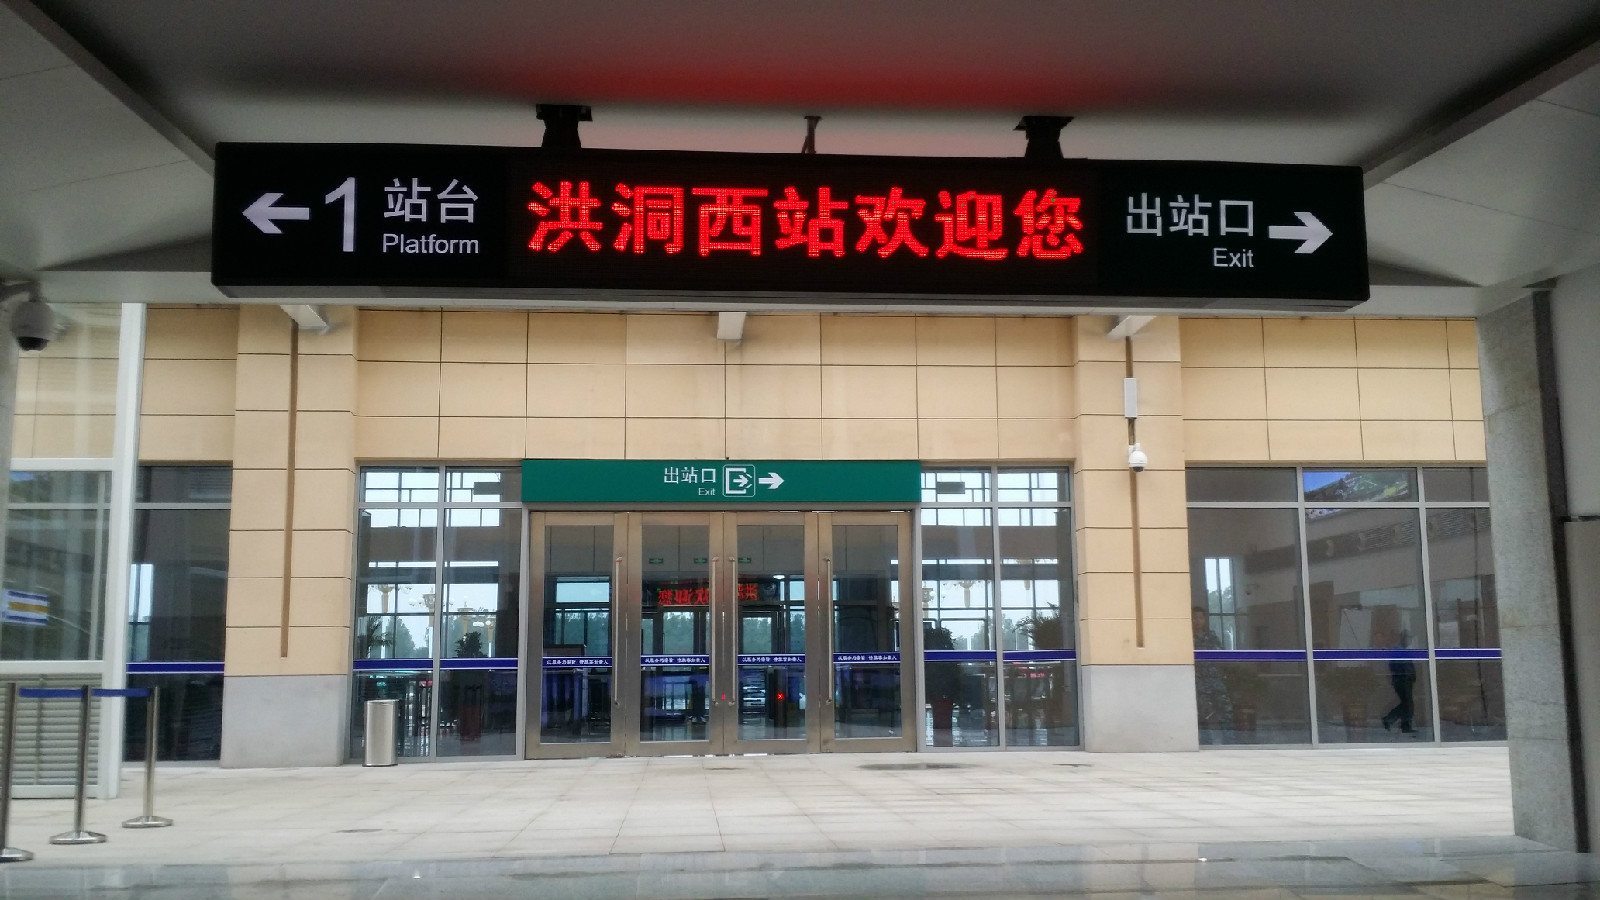 1 站台
Platform
洪洞西站欢迎您
出站口
Exit
出站口
Exit